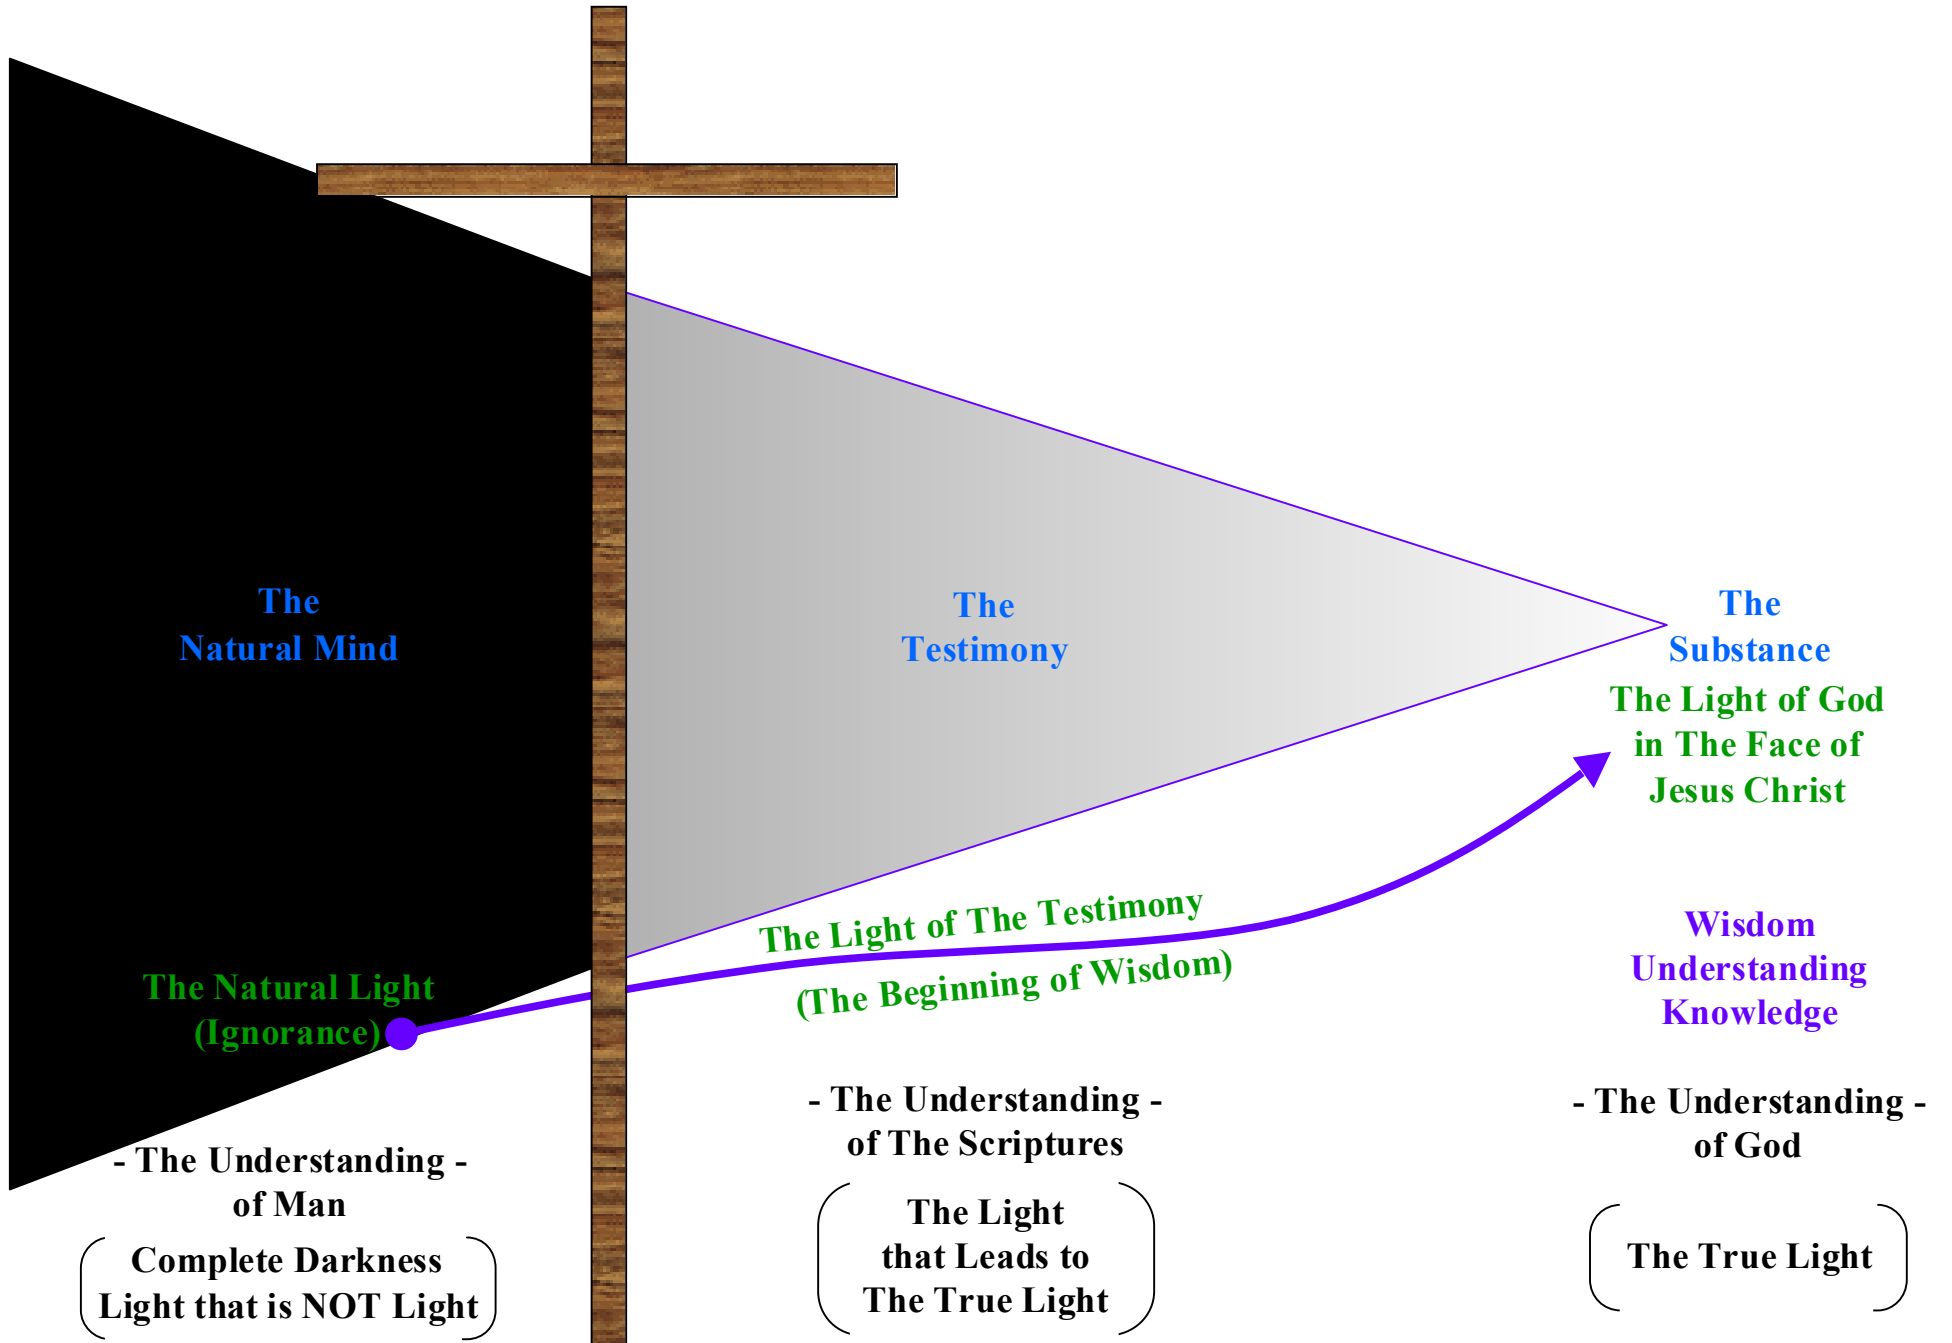 The
Natural Mind
The
Testimony
The
Substance
The Light of God
in The Face of
Jesus Christ
The Natural Light
(Ignorance)
The Light of The Testimony
(The Beginning of Wisdom)
Wisdom
Understanding
Knowledge
- The Understanding -
of Man
Complete Darkness
Light that is NOT Light
- The Understanding -
of The Scriptures
The Light
that Leads to
The True Light
- The Understanding -
of God
The True Light